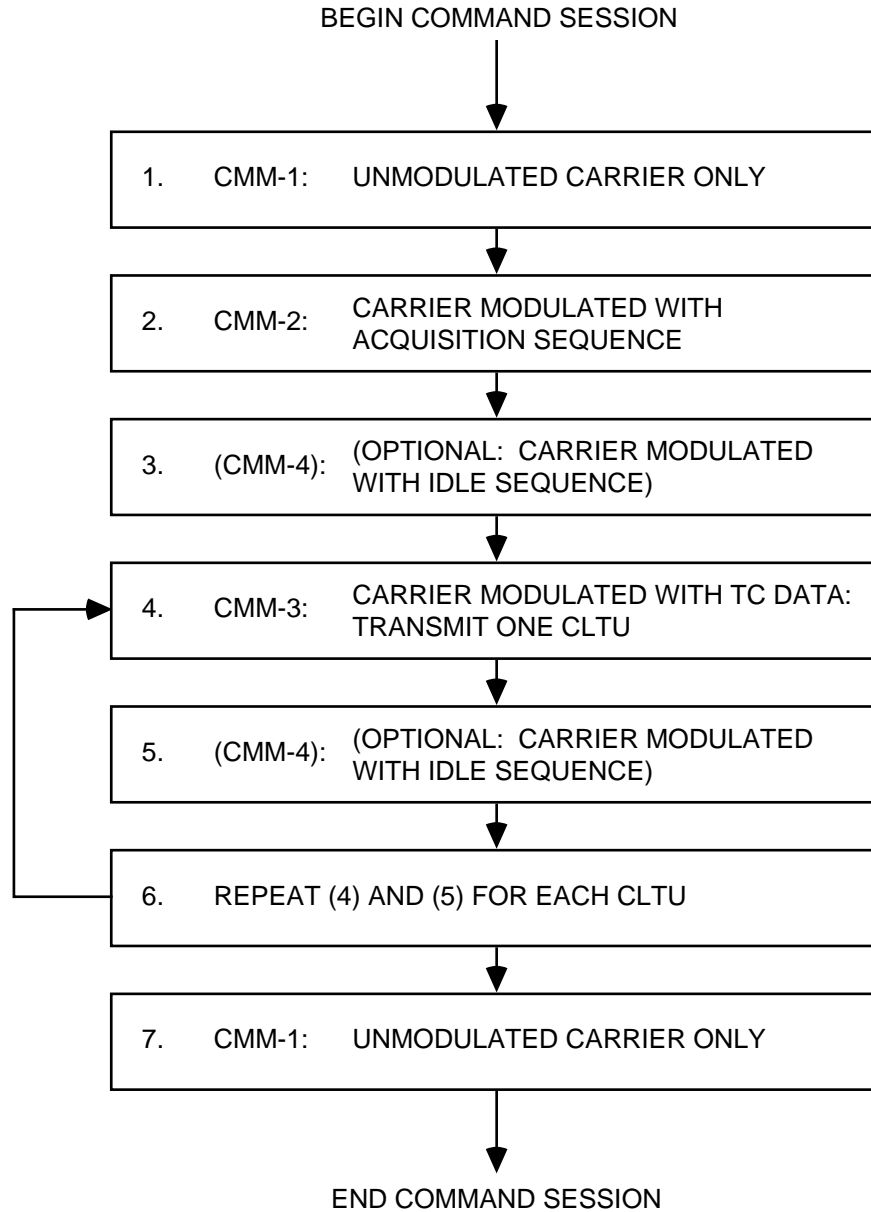 BEGIN COMMAND SESSION
1. CMM-1: UNMODULATED CARRIER ONLY
2. CMM-2: CARRIER MODULATED WITH
ACQUISITION SEQUENCE
3. (CMM-4): (OPTIONAL: CARRIER MODULATED
WITH IDLE SEQUENCE)
4. CMM-3: CARRIER MODULATED WITH TC DATA:
TRANSMIT ONE CLTU
5. (CMM-4): (OPTIONAL: CARRIER MODULATED
WITH IDLE SEQUENCE)
6. REPEAT (4) AND (5) FOR EACH CLTU
7. CMM-1: UNMODULATED CARRIER ONLY
END COMMAND SESSION